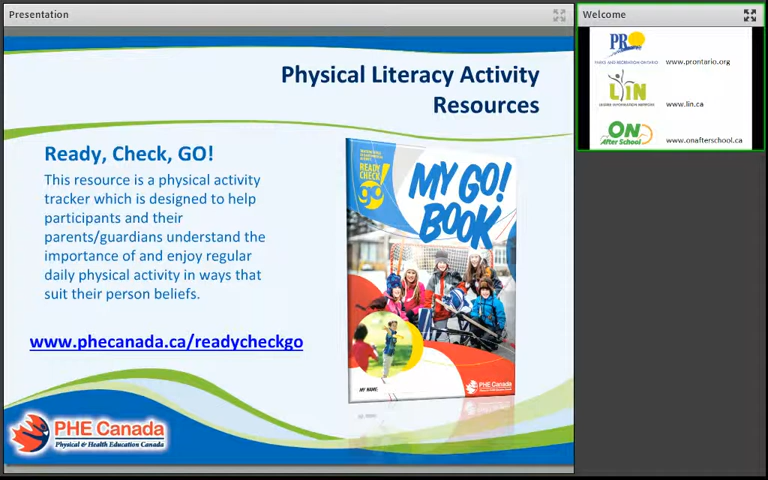 Presentation
Welcome
Physical Literacy Activity
Resources
Ready, Check, GO!
This resource is a physical activity
tracker which is designed to help
participants and their
parents/guardians understand the
importance of and enjoy regular
daily physical activity in ways that
suit their person beliefs.
www.phecanada.ca/readycheckgo
READY
CHECK
go!
MY GO!
BOOK
MY NAME:
PHE Canada
PHE Canada
Physical & Health Education Canada
PRO
PARKS AND RECREATION ONTARIO
www.prontario.org
LIN
LEISURE INFORMATION NETWORK
www.lin.ca
ON
After School
www.onafterschool.ca